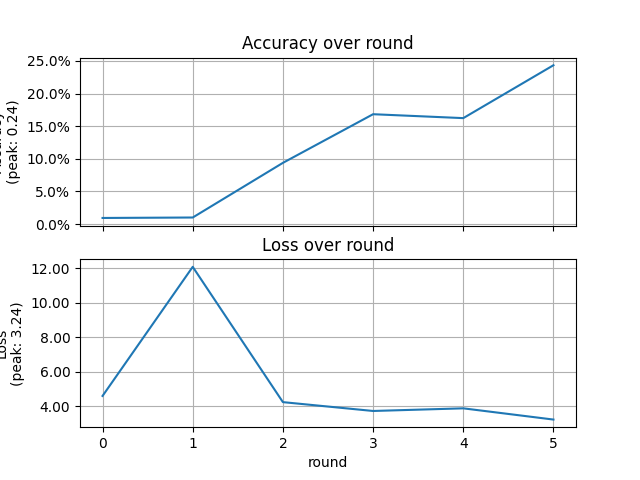 Accuracy over round
25.0%
20.0%
15.0%
10.0%
5.0%
0.0%
(peak: 0.24)
Loss over round
12.00
10.00
8.00
6.00
4.00
Loss
(peak: 3.24)
0 1 2 3 4 5
round